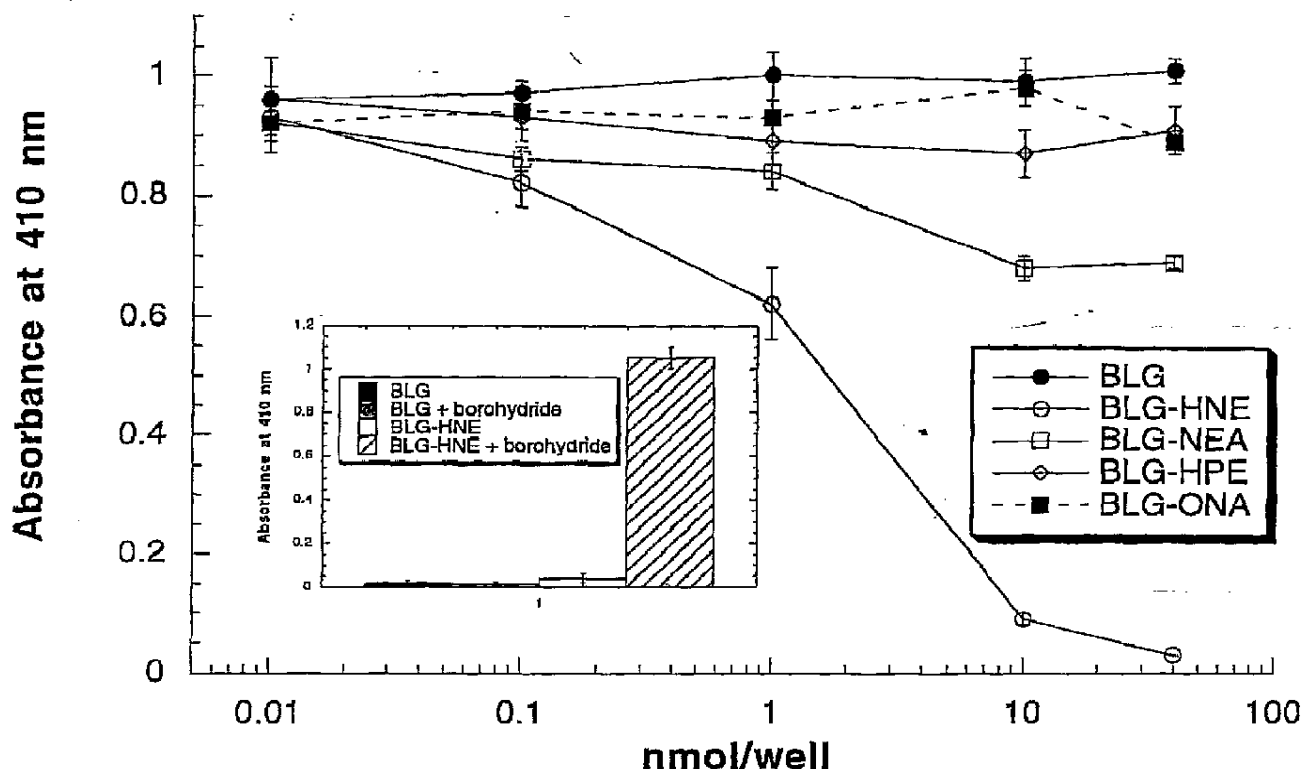 Absorbance at 410 nm
1
0.8
0.6
0.4
0.2
0
0.01
0.1
1
10
100
nmol/well
BLG
BLG-HNE
BLG-NEA
BLG-HPE
BLG-ONA
Absorbance at 410 nm
1.2
1
0.8
0.6
0.4
0.2
0
1
BLG
BLG + borohydride
BLG-HNE
BLG-HNE + borohydride